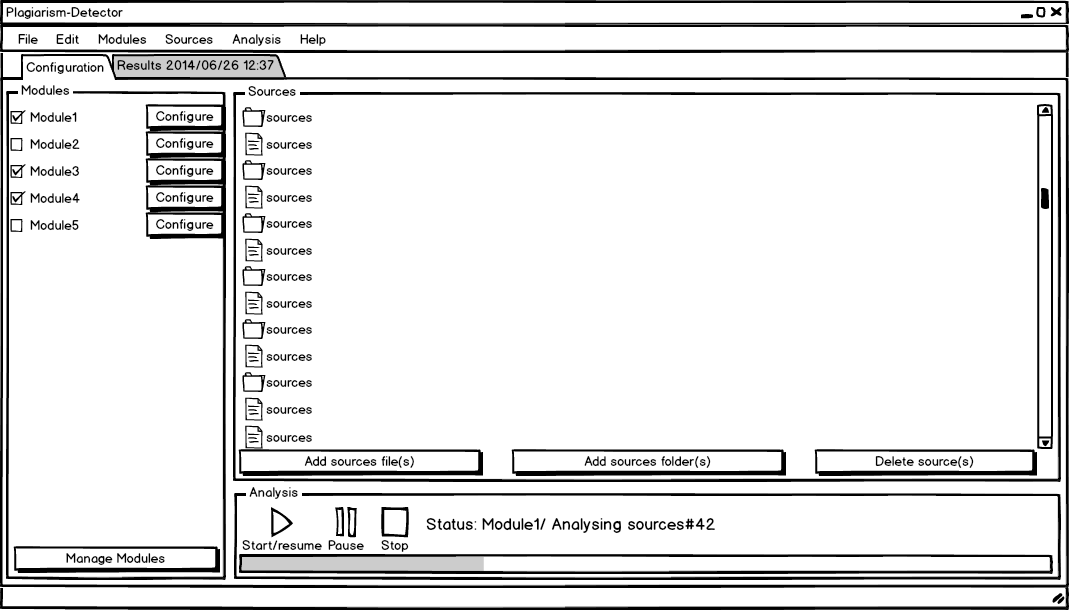 Plagiarism-Detector
File Edit Modules Sources Analysis Help
Configuration Results 2014/06/26 12:37
Modules
Module1 Configure
Module2 Configure
Module3 Configure
Module4 Configure
Module5 Configure
Manage Modules
Sources
sources
sources
sources
sources
sources
sources
sources
sources
sources
sources
sources
sources
sources
Add sources file(s) Add sources folder(s) Delete source(s)
Analysis
Status: Module1/ Analysing sources#42
Start/resume Pause Stop